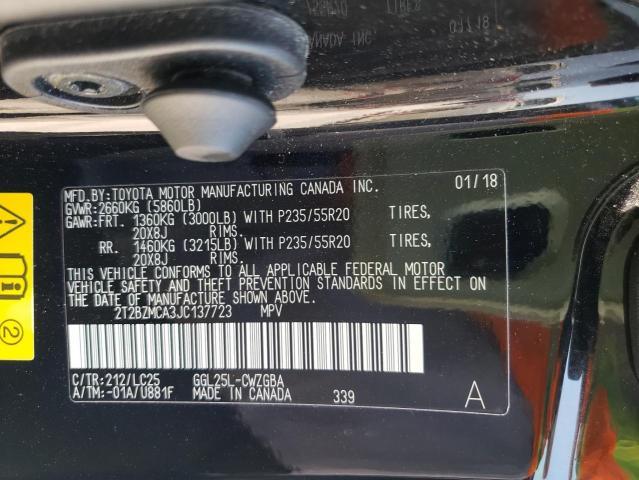 MFD.BY: TOYOTA MOTOR MANUFACTURING CANADA INC. 01/18
GVWR: 2660KG (5860LB)
GAWR: FRT. 1360KG (3000LB) WITH P235/55R20 TIRES,
20X8J RIMS.
RR. 1460KG (3215LB) WITH P235/55R20 TIRES,
20X8J RIMS.
THIS VEHICLE CONFORMS TO ALL APPLICABLE FEDERAL MOTOR
VEHICLE SAFETY AND THEFT PREVENTION STANDARDS IN EFFECT ON
THE DATE OF MANUFACTURE SHOWN ABOVE.
2T2BZMCA3JC137723 MPV
C/TR: 212/LC25 GGL25L-CWZGBA
A/TM: -01A/U881F MADE IN CANADA 339 A
2